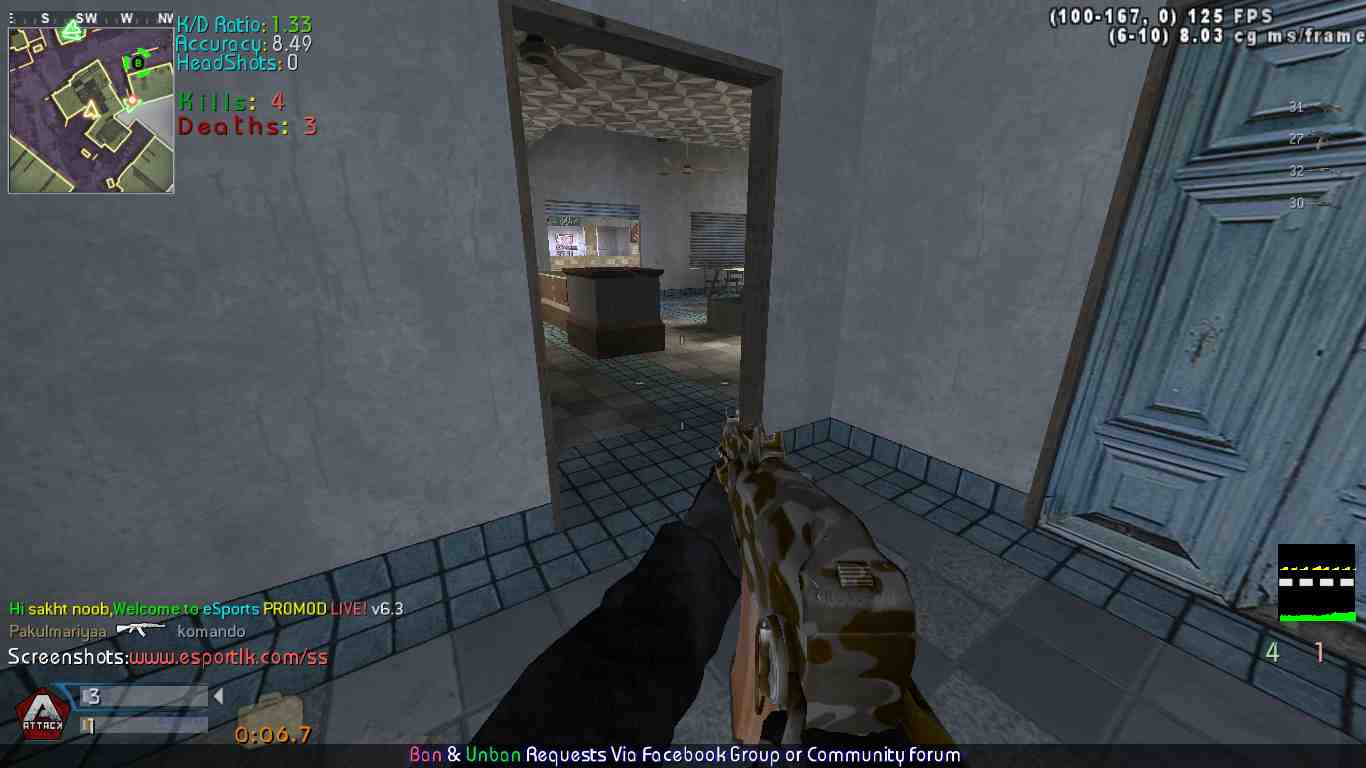 E S SW W NW
K/D Ratio: 1.33
Accuracy: 8.49
HeadShots: 0
Kills: 4
Deaths: 3
(100-167, 0) 125 FPS
(6-10) 8.03 cg ms/frame
31
27
32
30
B
Hi sakht noob,Welcome to eSports PROMOD LIVE! v6.3
Pakulmariyaa komando
Screenshots:www.esportlk.com/ss
4 1
A
ATTACK
3
1
0:06.7
Ban & Unban Requests Via Facebook Group or Community Forum